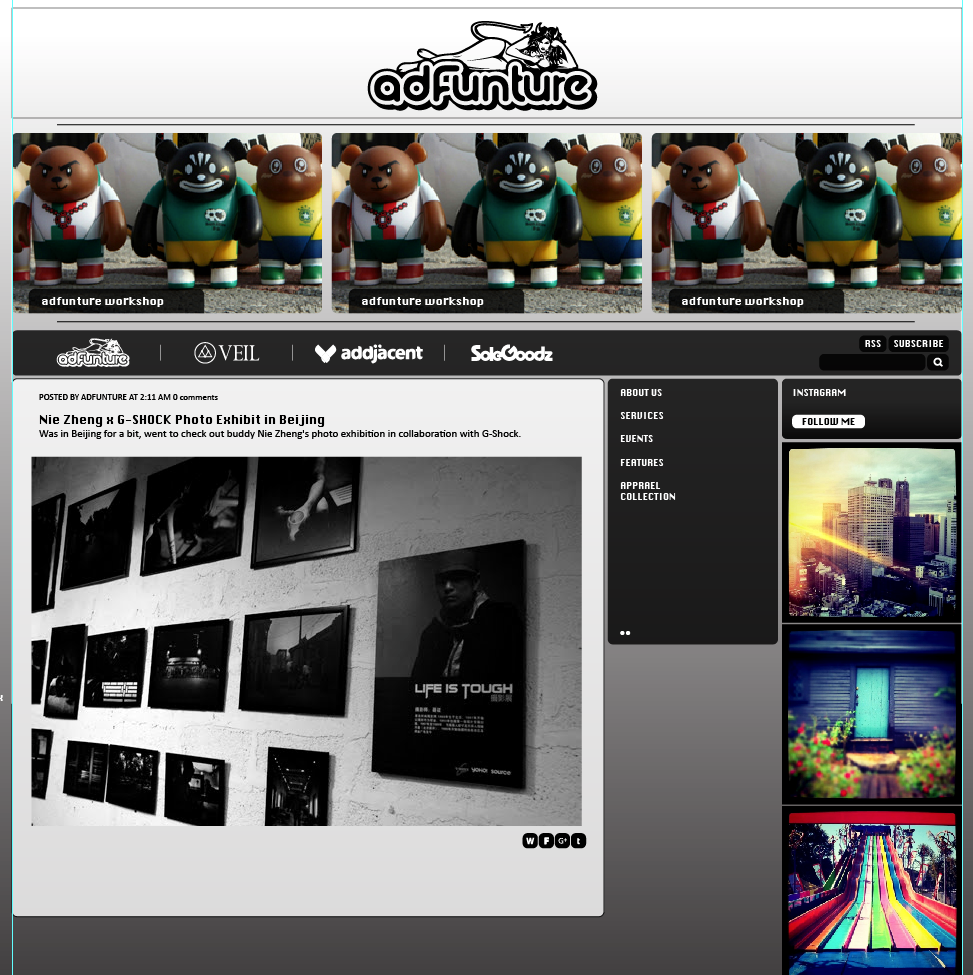 adfunture
adfunture workshop
adfunture workshop
adfunture workshop
adfunture
VEIL
addjacent
SoleGoodz
RSS
SUBSCRIBE
POSTED BY ADFUNTURE AT 2:11 AM 0 comments
Nie Zheng x G-SHOCK Photo Exhibit in Beijing
Was in Beijing for a bit, went to check out buddy Nie Zheng's photo exhibition in collaboration with G-Shock.
LIFE IS TOUGH
YOHO! source
W F G+ t
ABOUT US
SERVICES
EVENTS
FEATURES
APPRAEL
COLLECTION
INSTAGRAM
FOLLOW ME